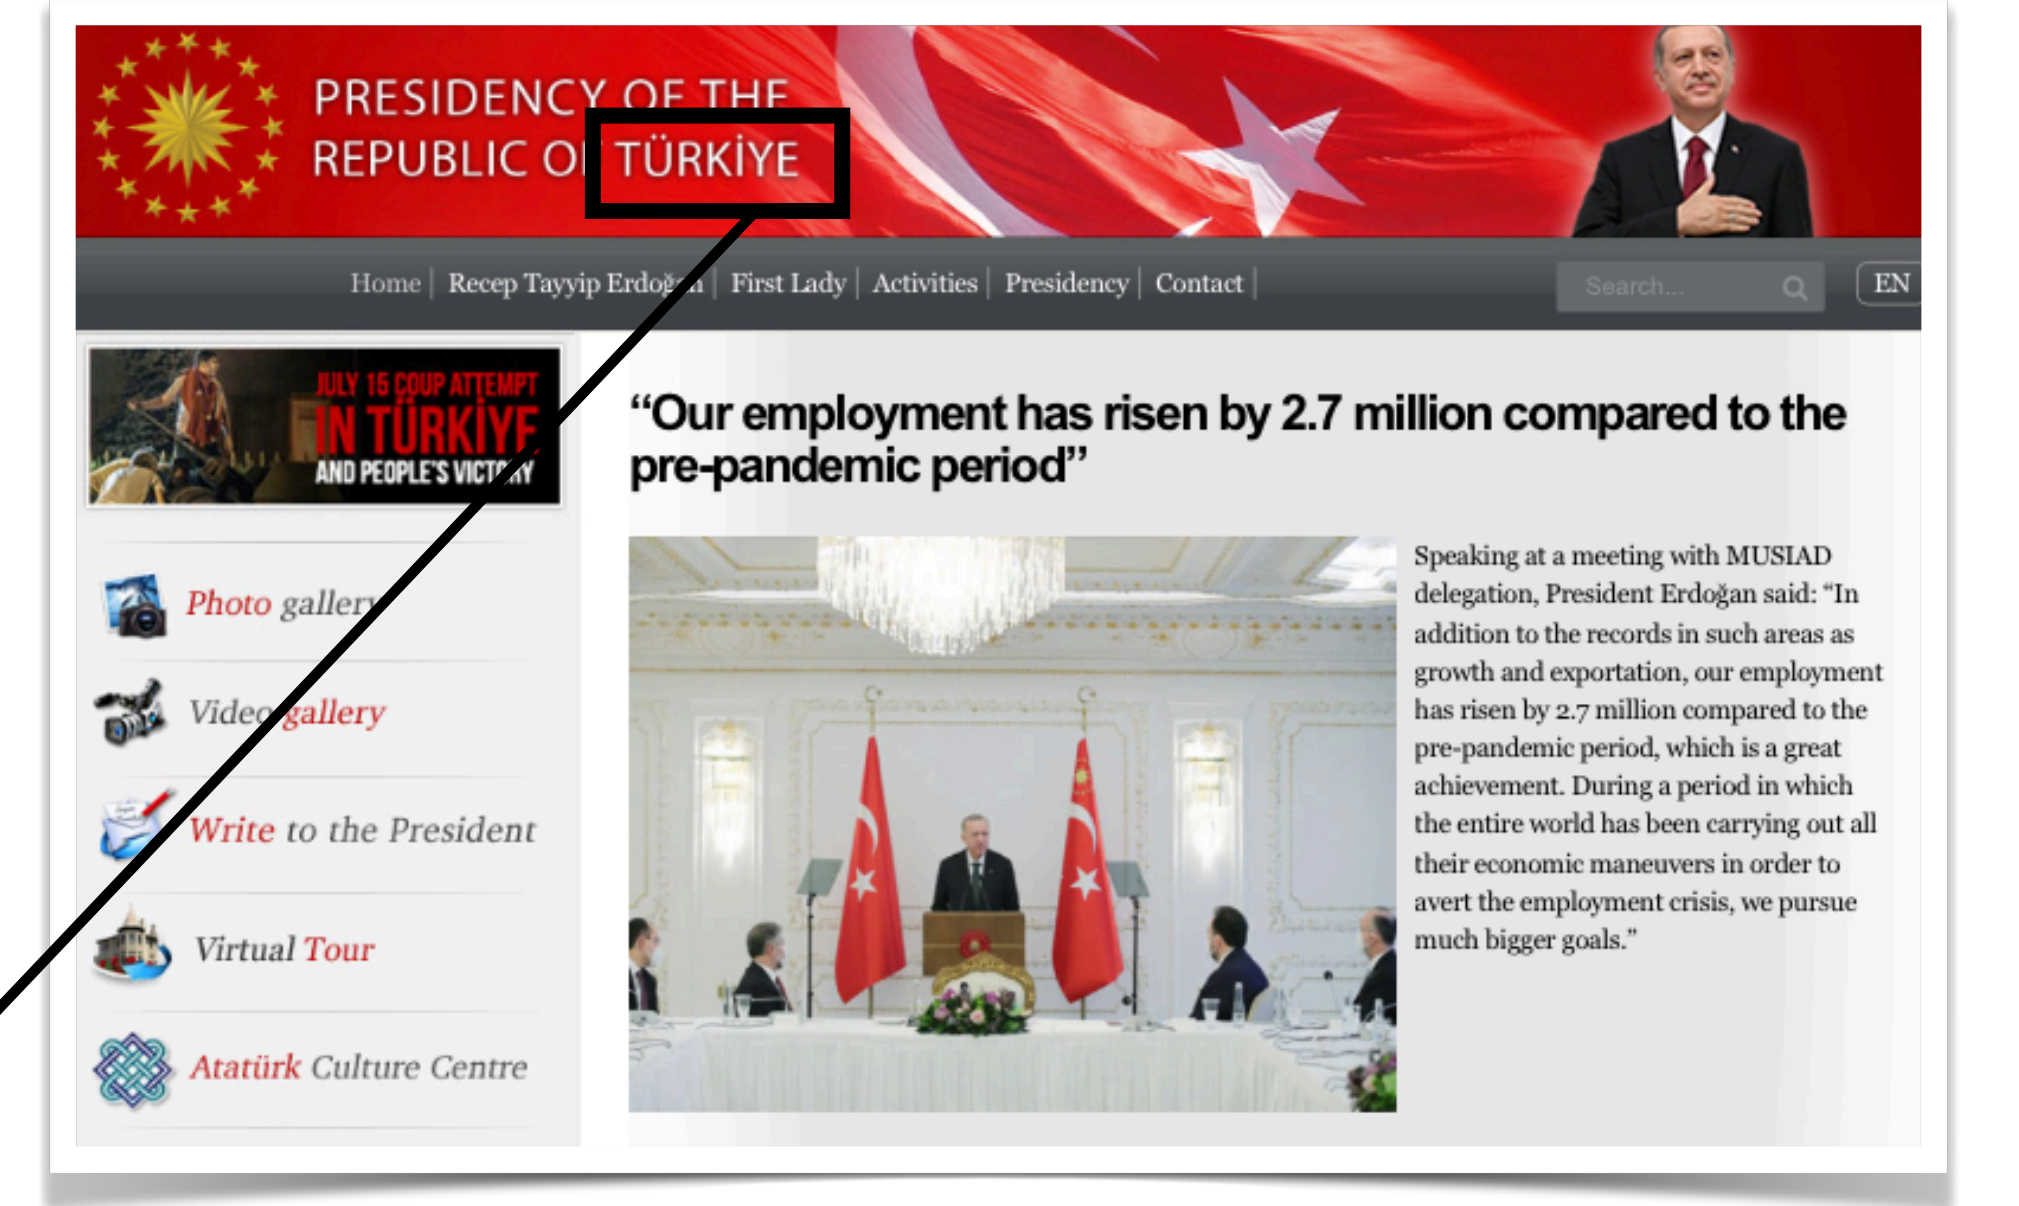 PRESIDENCY OF THE
REPUBLIC OF TÜRKİYE
Home | Recep Tayyip Erdoğan | First Lady | Activities | Presidency | Contact |
Search...
EN
JULY 15 COUP ATTEMPT
IN TÜRKİYE
AND PEOPLE'S VICTORY
Photo gallery
Video gallery
Write to the President
Virtual Tour
Atatürk Culture Centre
“Our employment has risen by 2.7 million compared to the
pre-pandemic period”
Speaking at a meeting with MUSIAD
delegation, President Erdoğan said: “In
addition to the records in such areas as
growth and exportation, our employment
has risen by 2.7 million compared to the
pre-pandemic period, which is a great
achievement. During a period in which
the entire world has been carrying out all
their economic maneuvers in order to
avert the employment crisis, we pursue
much bigger goals.”